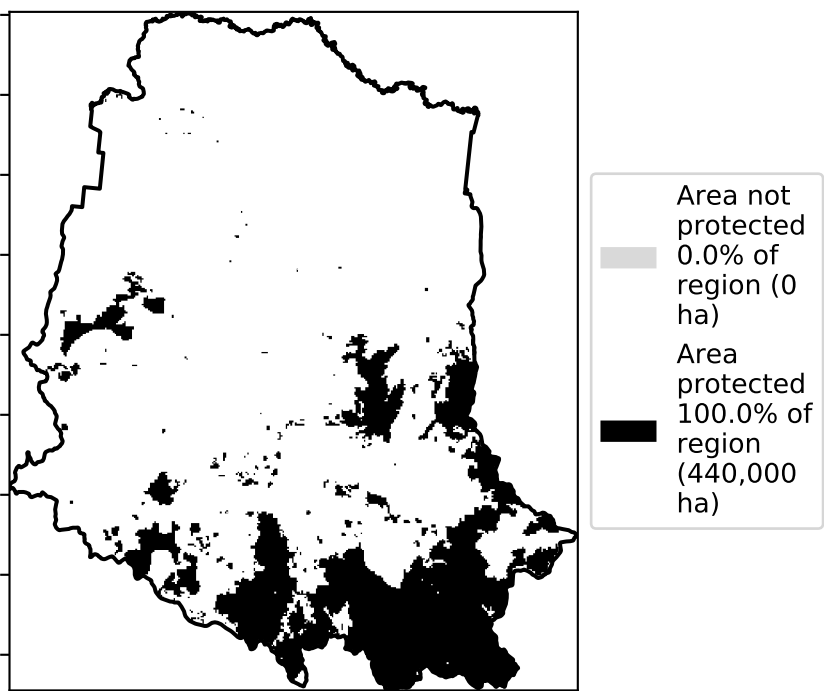 Area not
protected
0.0% of
region (0
ha)
Area
protected
100.0% of
region
(440,000
ha)